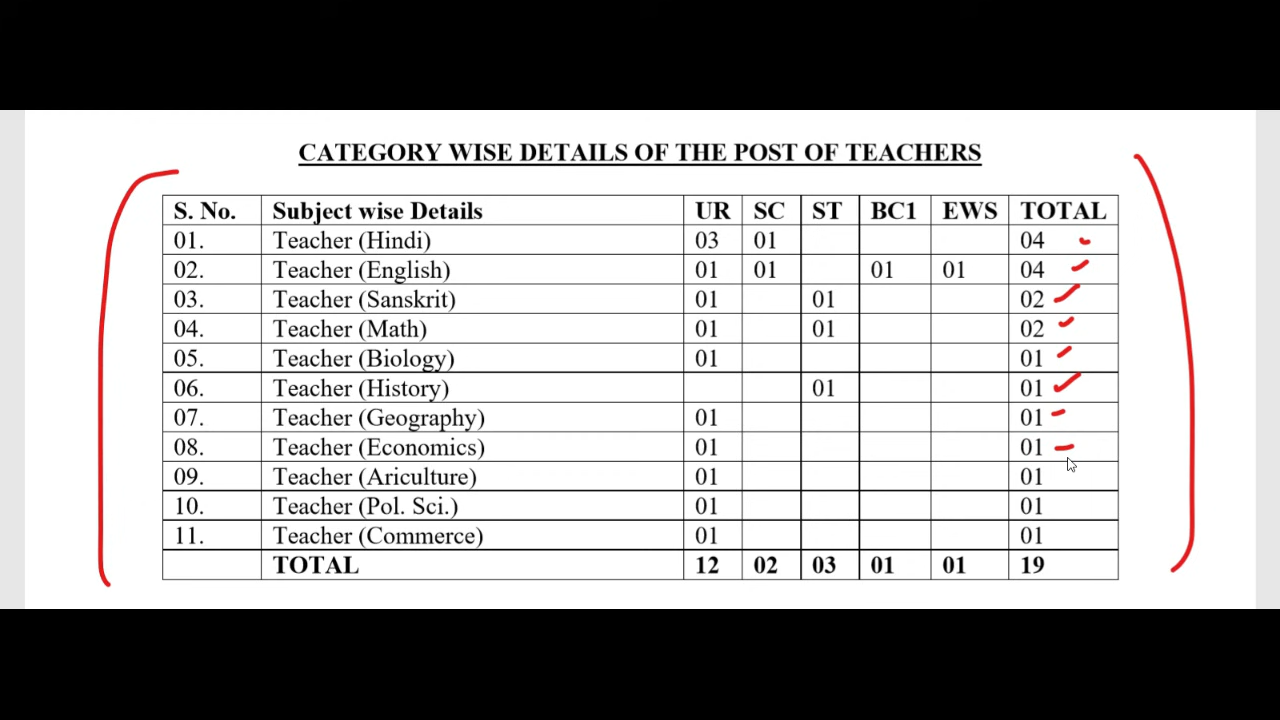 CATEGORY WISE DETAILS OF THE POST OF TEACHERS
S. No. Subject wise Details UR SC ST BC1 EWS TOTAL
01. Teacher (Hindi) 03 01 04
02. Teacher (English) 01 01 01 01 04
03. Teacher (Sanskrit) 01 01 02
04. Teacher (Math) 01 01 02
05. Teacher (Biology) 01 01
06. Teacher (History) 01 01
07. Teacher (Geography) 01 01
08. Teacher (Economics) 01 01
09. Teacher (Ariculture) 01 01
10. Teacher (Pol. Sci.) 01 01
11. Teacher (Commerce) 01 01
TOTAL 12 02 03 01 01 19